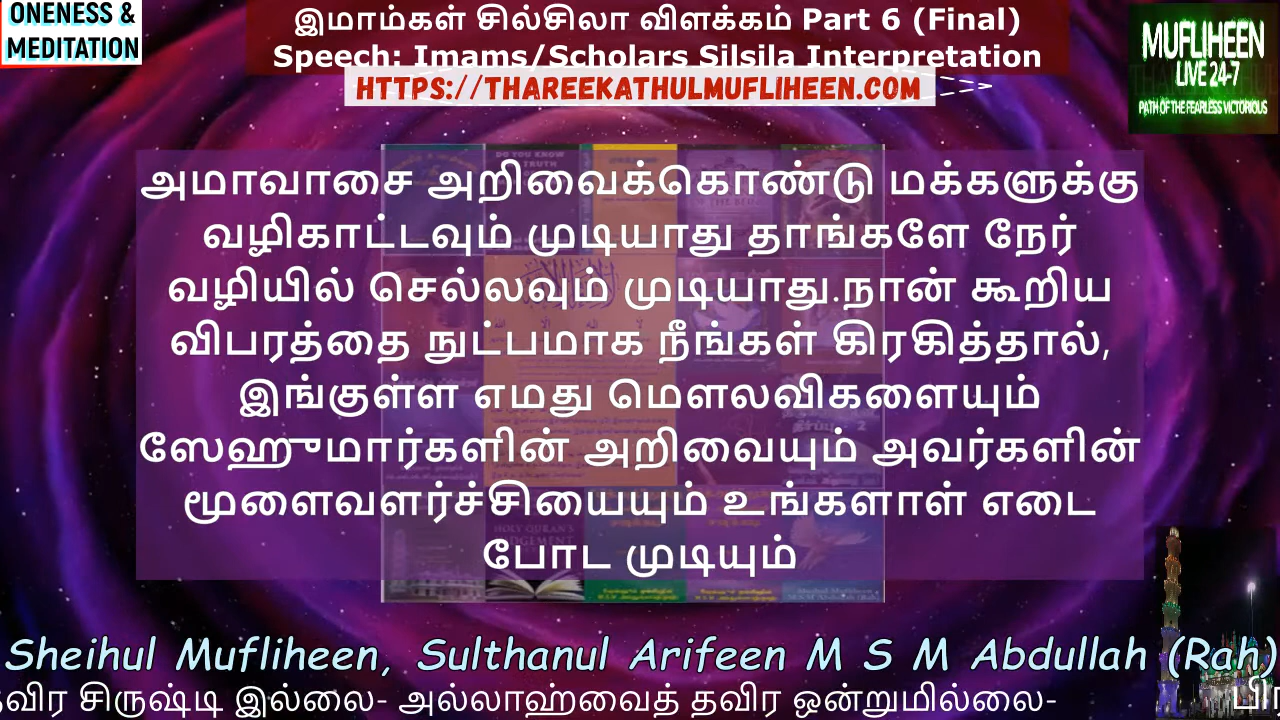 ONENESS &
MEDITATION
இமாம்கள் சில்சிலா விளக்கம் Part 6 (Final)
Speech: Imams/Scholars Silsila Interpretation
HTTPS://THAREEKATHULMUFLIHEEN.COM
MUFLIHEEN
LIVE 24-7
PATH OF THE FEARLESS VICTORIOUS
அமாவாசை அறிவைக்கொண்டு மக்களுக்கு
வழிகாட்டவும் முடியாது தாங்களே நேர்
வழியில் செல்லவும் முடியாது.நான் கூறிய
விபரத்தை நுட்பமாக நீங்கள் கிரகித்தால்,
இங்குள்ள எமது மௌலவிகளையும்
ஸேஹுமார்களின் அறிவையும் அவர்களின்
மூளைவளர்ச்சியையும் உங்களாள் எடை
போட முடியும்
Sheihul Mufliheen, Sulthanul Arifeen M S M Abdullah (Rah)
தவிர சிருஷ்டி இல்லை- அல்லாஹ்வைத் தவிர ஒன்றுமில்லை-